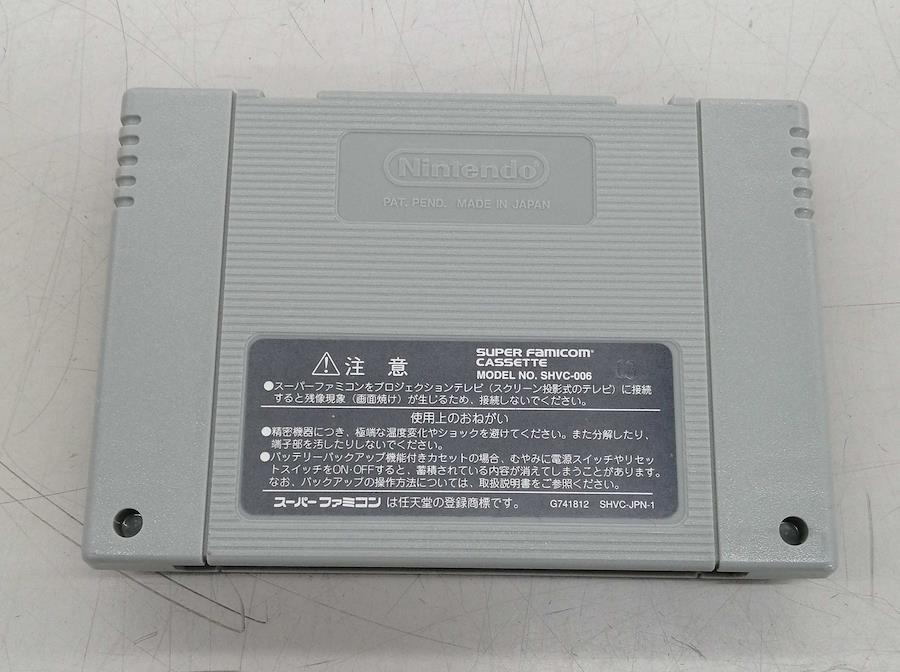 Nintendo®
PAT. PEND. MADE IN JAPAN
⚠注 意
SUPER FAMICOM®
CASSETTE
MODEL NO. SHVC-006
●スーパーファミコンをプロジェクションテレビ（スクリーン投影式のテレビ）に接続
すると残像現象（画面焼け）が生じるため、接続しないでください。
使用上のおねがい
●精密機器につき、極端な温度変化やショックを避けてください。また分解したり、
端子部を汚したりしないでください。
●バッテリーバックアップ機能付きカセットの場合、むやみに電源スイッチやリセッ
トスイッチをON・OFFすると、蓄積されている内容が消えてしまうことがあります。
なお、バックアップの操作方法については、取扱説明書をご参照ください。
スーパーファミコン は任天堂の登録商標です。 G741812 SHVC-JPN-1